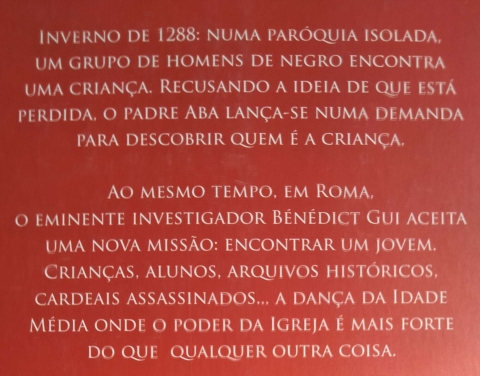 Inverno de 1288: numa paróquia isolada,
um grupo de homens de negro encontra
uma criança. Recusando a ideia de que está
perdida, o padre Aba lança-se numa demanda
para descobrir quem é a criança.
Ao mesmo tempo, em Roma,
o eminente investigador Bénédict Gui aceita
uma nova missão: encontrar um jovem.
Crianças, alunos, arquivos históricos,
cardeais assassinados... a dança da Idade
Média onde o poder da Igreja é mais forte
do que qualquer outra coisa.